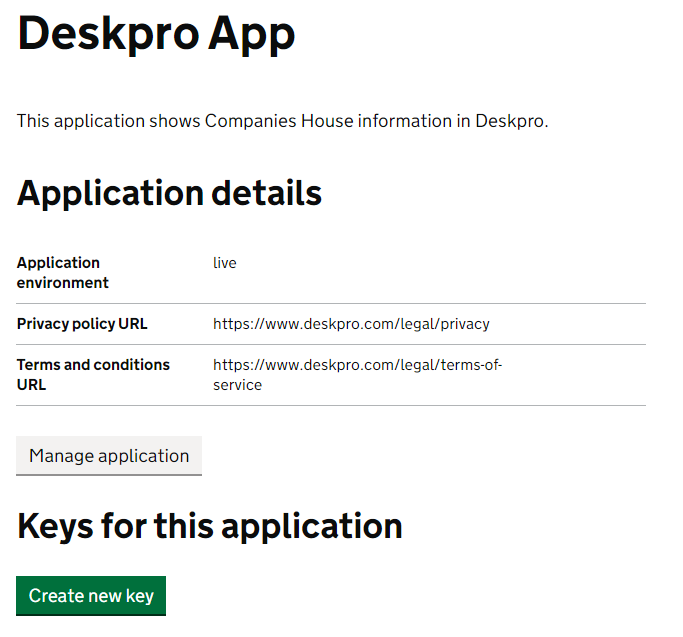 Deskpro App
This application shows Companies House information in Deskpro.
Application details
Application
environment
live
Privacy policy URL
https://www.deskpro.com/legal/privacy
Terms and conditions
URL
https://www.deskpro.com/legal/terms-of-
service
Manage application
Keys for this application
Create new key